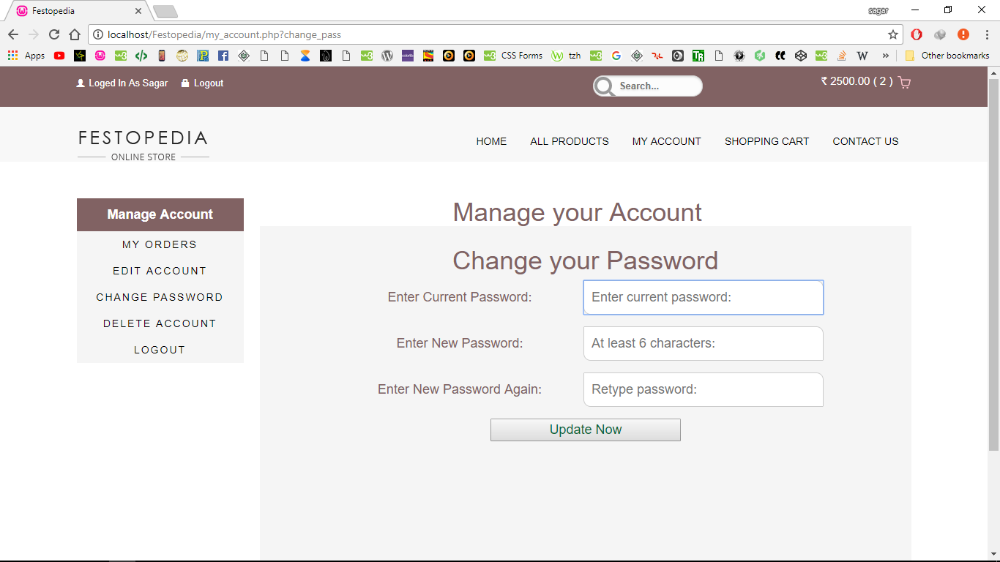 Festopedia
sagar
localhost/Festopedia/my_account.php?change_pass
Apps
CSS Forms
tzh
Other bookmarks
Loged In As Sagar Logout
Search...
₹ 2500.00 ( 2 )
FESTOPEDIA
ONLINE STORE
HOME ALL PRODUCTS MY ACCOUNT SHOPPING CART CONTACT US
Manage Account
MY ORDERS
EDIT ACCOUNT
CHANGE PASSWORD
DELETE ACCOUNT
LOGOUT
Manage your Account
Change your Password
Enter Current Password: Enter current password:
Enter New Password: At least 6 characters:
Enter New Password Again: Retype password:
Update Now